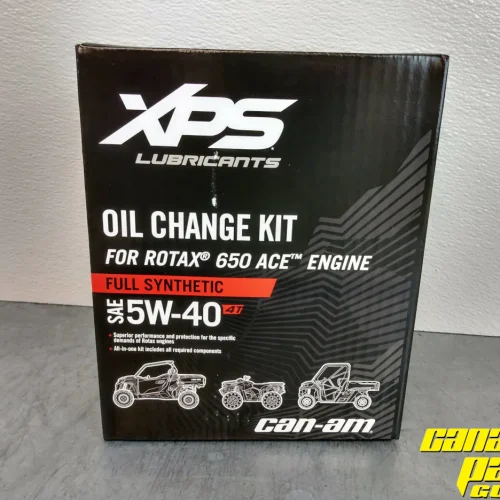 XPS
LUBRICANTS
OIL CHANGE KIT
FOR ROTAX® 650 ACE™ ENGINE
FULL SYNTHETIC
SAE 5W-40 4T
• Superior performance and protection for the specific
demands of Rotax engines
• All-in-one kit includes all required components
can-am